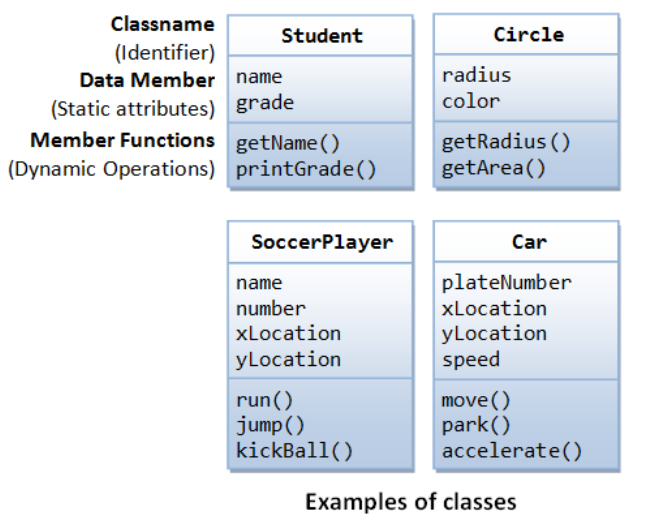 Classname
(Identifier)
Data Member
(Static attributes)
Member Functions
(Dynamic Operations)
Student
name
grade
getName()
printGrade()
Circle
radius
color
getRadius()
getArea()
SoccerPlayer
name
number
xLocation
yLocation
run()
jump()
kickBall()
Car
plateNumber
xLocation
yLocation
speed
move()
park()
accelerate()
Examples of classes